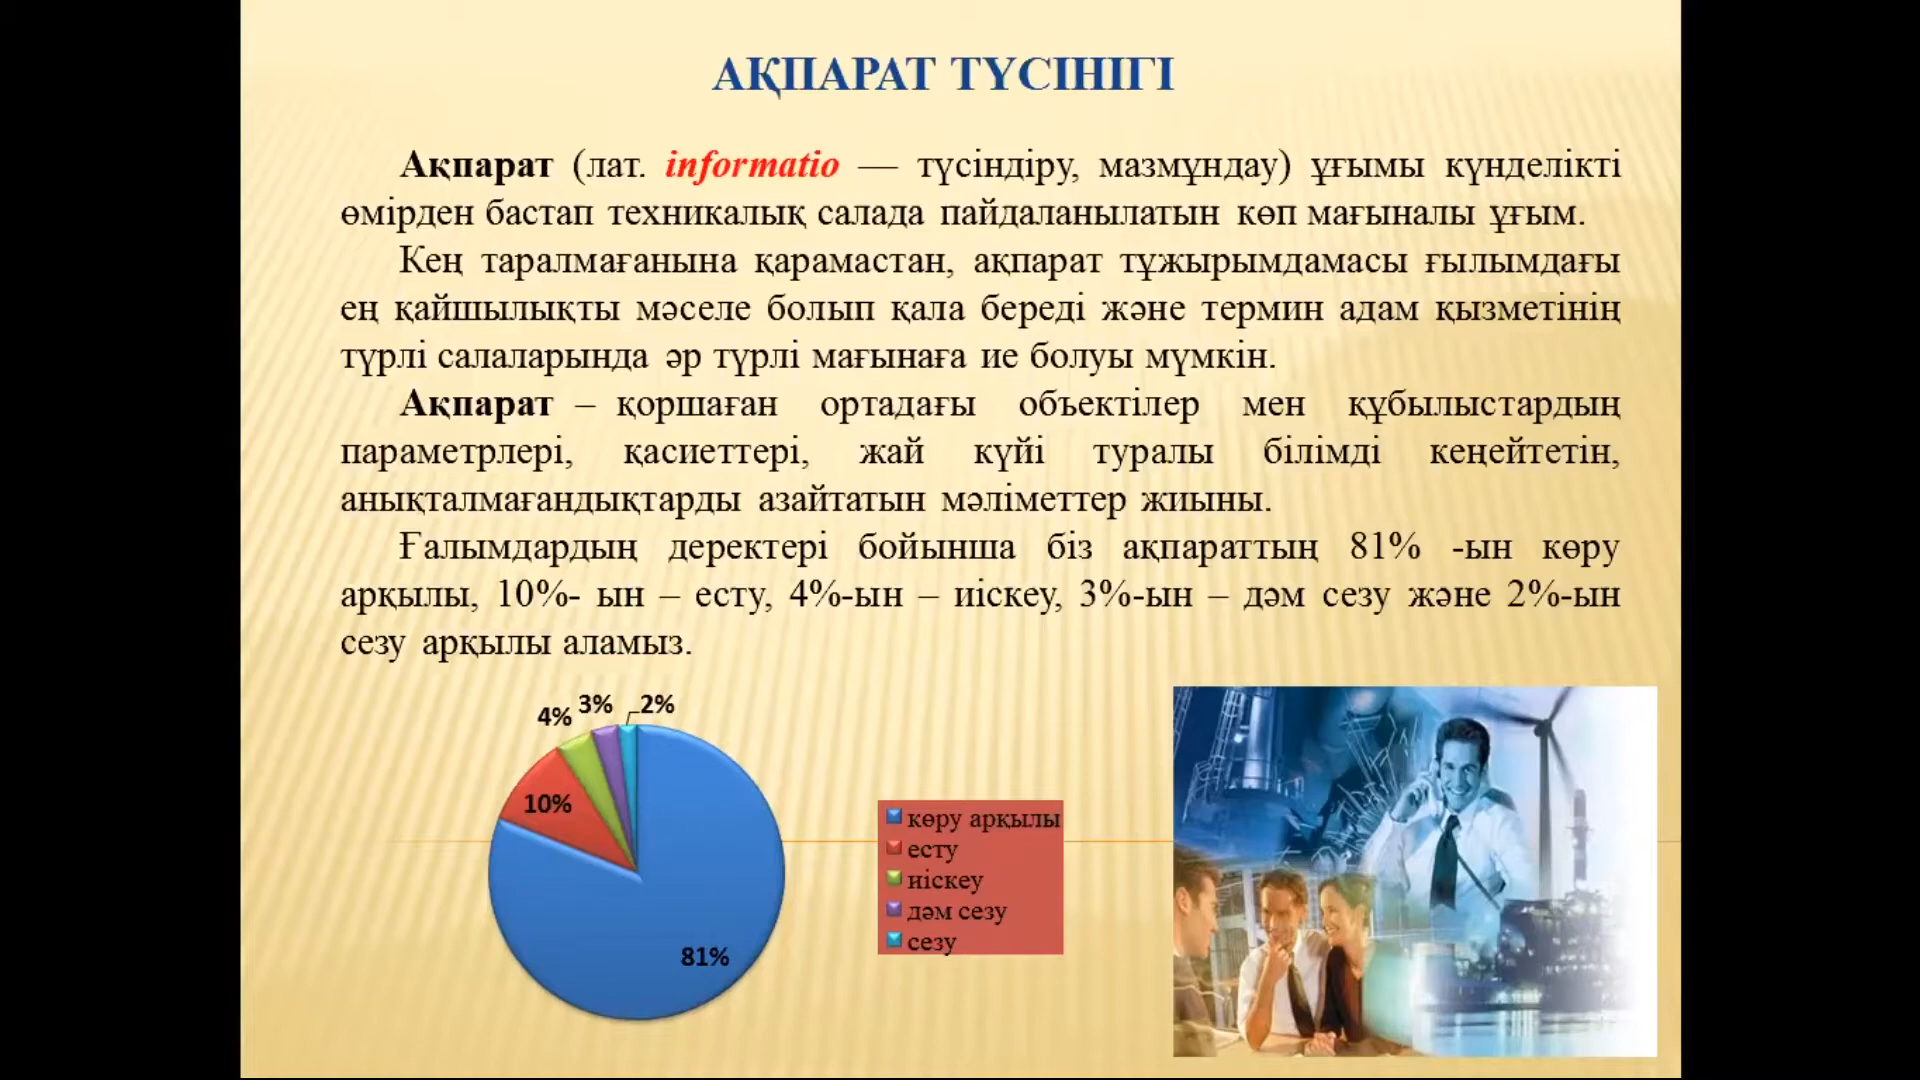 АҚПАРАТ ТҮСІНІГІ
Ақпарат (лат. informatio — түсіндіру, мазмұндау) ұғымы күнделікті
өмірден бастап техникалық салада пайдаланылатын көп мағыналы ұғым.
Кең таралмағанына қарамастан, ақпарат тұжырымдамасы ғылымдағы
ең қайшылықты мәселе болып қала береді және термин адам қызметінің
түрлі салаларында әр түрлі мағынаға ие болуы мүмкін.
Ақпарат – қоршаған ортадағы объектілер мен құбылыстардың
параметрлері, қасиеттері, жай күйі туралы білімді кеңейтетін,
анықталмағандықтарды азайтатын мәліметтер жиыны.
Ғалымдардың деректері бойынша біз ақпараттың 81% -ын көру
арқылы, 10%- ын – есту, 4%-ын – иіскеу, 3%-ын – дәм сезу және 2%-ын
сезу арқылы аламыз.
4% 3% 2%
10%
81%
көру арқылы
есту
иіскеу
дәм сезу
сезу